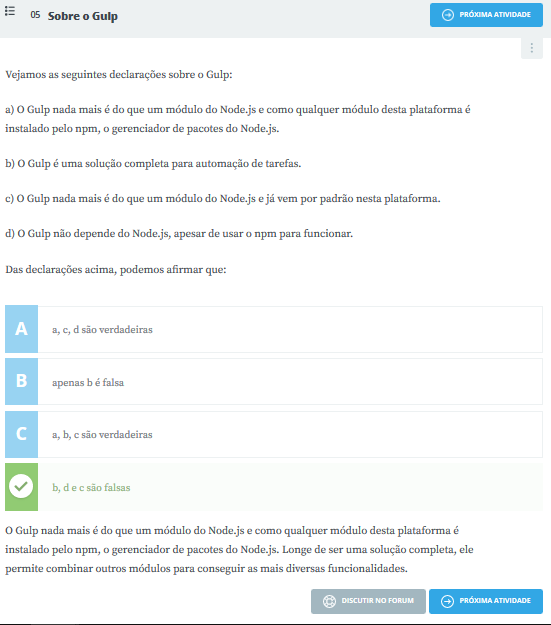 05 Sobre o Gulp
PRÓXIMA ATIVIDADE
Vejamos as seguintes declarações sobre o Gulp:
a) O Gulp nada mais é do que um módulo do Node.js e como qualquer módulo desta plataforma é
instalado pelo npm, o gerenciador de pacotes do Node.js.
b) O Gulp é uma solução completa para automação de tarefas.
c) O Gulp nada mais é do que um módulo do Node.js e já vem por padrão nesta plataforma.
d) O Gulp não depende do Node.js, apesar de usar o npm para funcionar.
Das declarações acima, podemos afirmar que:
A a, c, d são verdadeiras
B apenas b é falsa
C a, b, c são verdadeiras
b, d e c são falsas
O Gulp nada mais é do que um módulo do Node.js e como qualquer módulo desta plataforma é
instalado pelo npm, o gerenciador de pacotes do Node.js. Longe de ser uma solução completa, ele
permite combinar outros módulos para conseguir as mais diversas funcionalidades.
DISCUTIR NO FORUM
PRÓXIMA ATIVIDADE